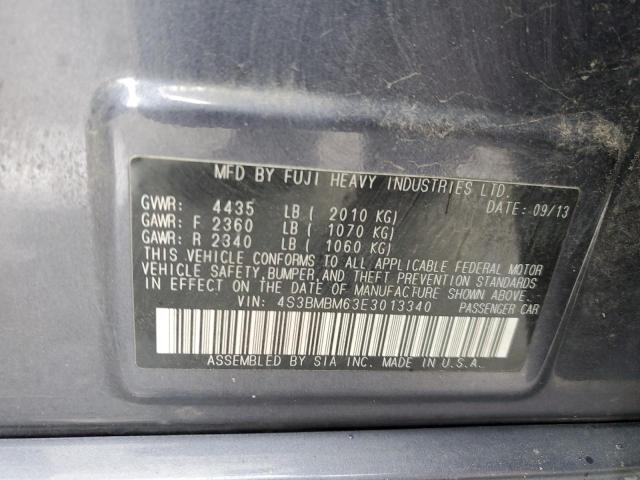 MFD BY FUJI HEAVY INDUSTRIES LTD.
DATE: 09/13
GVWR: 4435 LB ( 2010 KG)
GAWR: F 2360 LB ( 1070 KG)
GAWR: R 2340 LB ( 1060 KG)
THIS VEHICLE CONFORMS TO ALL APPLICABLE FEDERAL MOTOR
VEHICLE SAFETY, BUMPER, AND THEFT PREVENTION STANDARDS
IN EFFECT ON THE DATE OF MANUFACTURE SHOWN ABOVE.
VIN: 4S3BMBM63E3013340
PASSENGER CAR
ASSEMBLED BY SIA INC. MADE IN U.S.A.